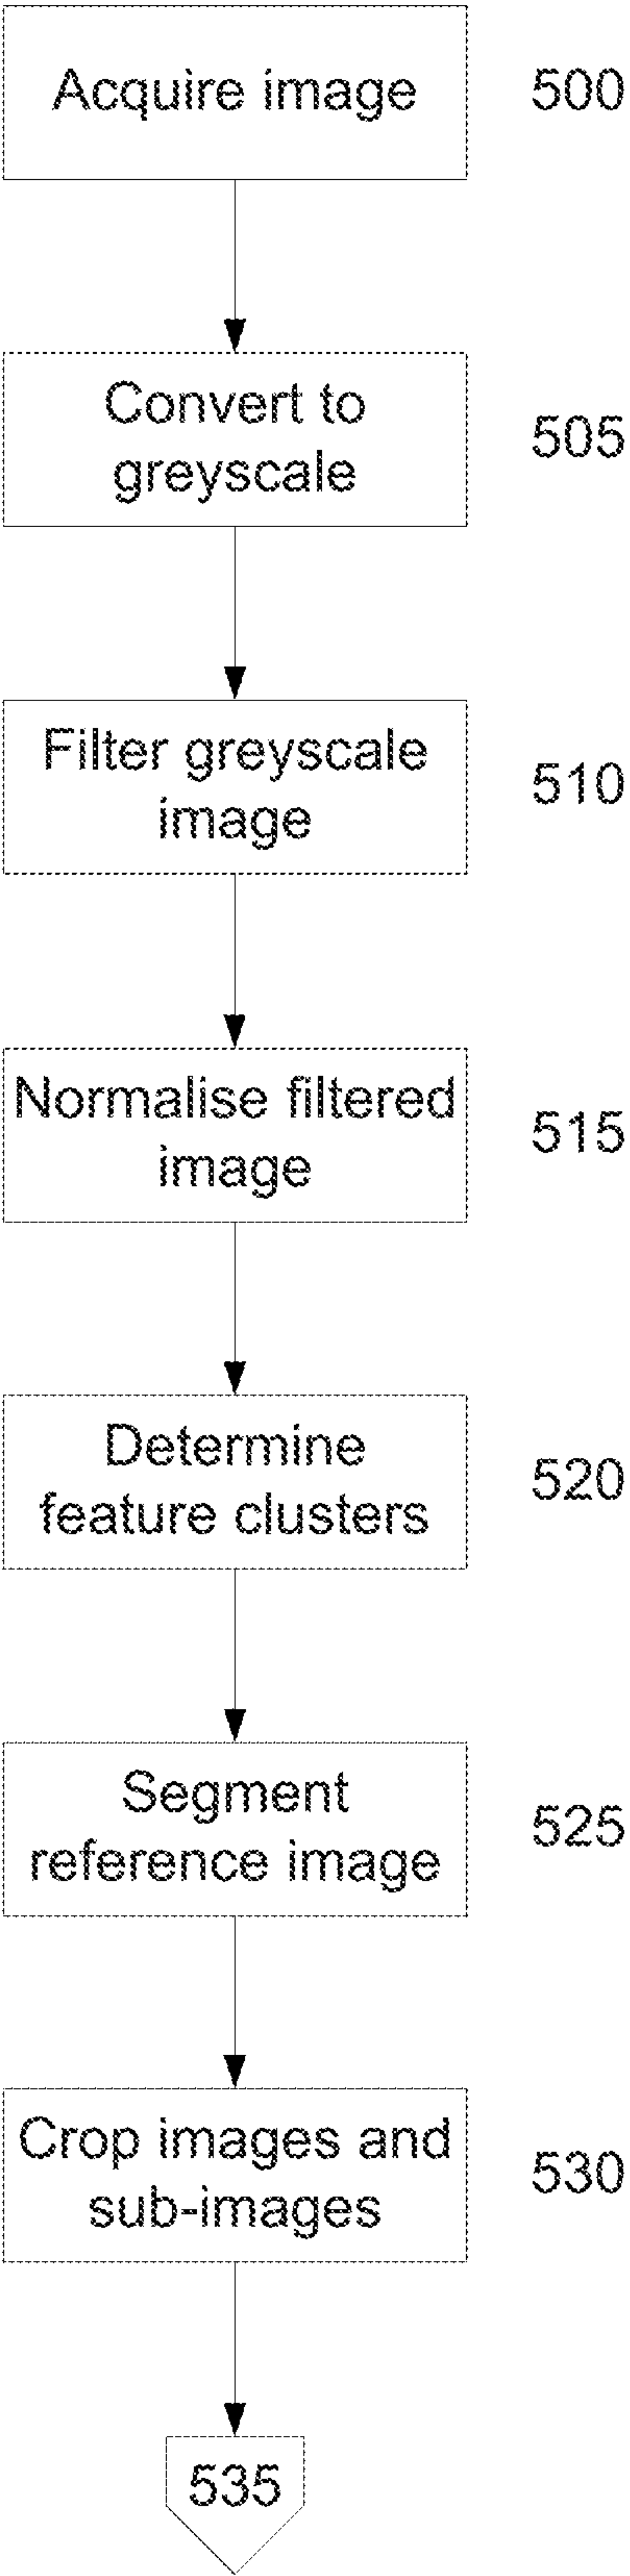 Acquire image
500
Convert to
greyscale
505
Filter greyscale
image
510
Normalise filtered
image
515
Determine
feature clusters
520
Segment
reference image
525
Crop images and
sub-images
530
535